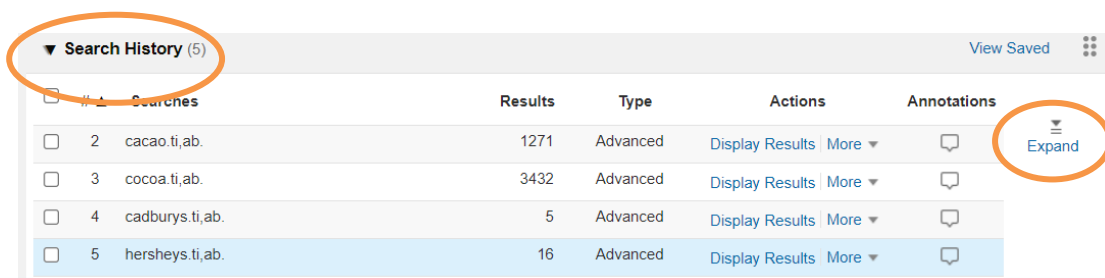 ▼ Search History (5) View Saved
# ▲ Searches Results Type Actions Annotations
2 cacao.ti,ab. 1271 Advanced Display Results More ▼
Expand
3 cocoa.ti,ab. 3432 Advanced Display Results More ▼
4 cadburys.ti,ab. 5 Advanced Display Results More ▼
5 hersheys.ti,ab. 16 Advanced Display Results More ▼